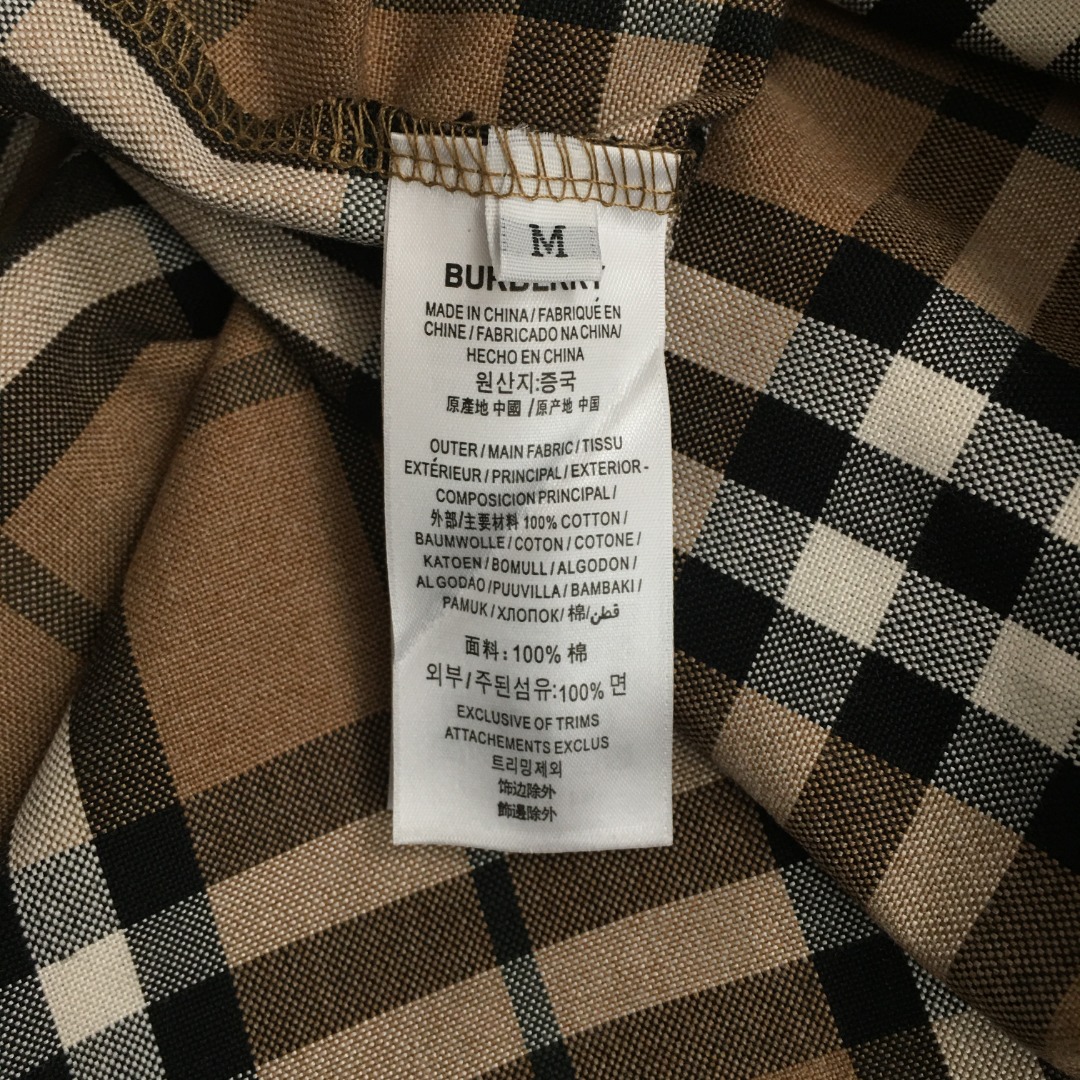 M
BURBERRY
MADE IN CHINA / FABRIQUÉ EN
CHINE / FABRICADO NA CHINA/
HECHO EN CHINA
원산지:증국
原產地 中國 /原产地 中国
OUTER / MAIN FABRIC / TISSU
EXTÉRIEUR / PRINCIPAL / EXTERIOR-
COMPOSICION PRINCIPAL /
外部/主要材料 100% COTTON /
BAUMWOLLE / COTON / COTONE /
KATOEN / BOMULL / ALGODON /
ALGODÃO / PUUVILLA / BAMBAKI /
PAMUK / ХЛОПОК/ 棉/قطن
面料: 100% 棉
외부/주된섬유:100% 면
EXCLUSIVE OF TRIMS
ATTACHEMENTS EXCLUS
트리밍제외
饰边除外
飾邊除外